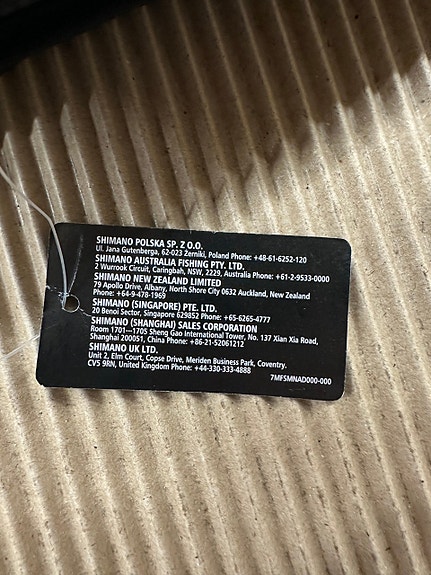 SHIMANO POLSKA SP. Z O.O.
Ul. Jana Gutenberga, 62-023 Żerniki, Poland Phone: +48-61-6252-120
SHIMANO AUSTRALIA FISHING PTY. LTD.
2 Wurrook Circuit, Caringbah, NSW, 2229, Australia Phone: +61-2-9533-0000
SHIMANO NEW ZEALAND LIMITED
79 Apollo Drive, Albany, North Shore City 0632 Auckland, New Zealand
Phone: +64-9-478-1969
SHIMANO (SINGAPORE) PTE. LTD.
20 Benoi Sector, Singapore 629852 Phone: +65-6265-4777
SHIMANO (SHANGHAI) SALES CORPORATION
Room 1701---1705 Sheng Gao International Tower, No. 137 Xian Xia Road,
Shanghai 200051, China Phone: +86-21-52061212
SHIMANO UK LTD.
Unit 2, Elm Court, Copse Drive, Meriden Business Park, Coventry.
CV5 9RN, United Kingdom Phone: +44-330-333-4888
7MFSMNAD000-000